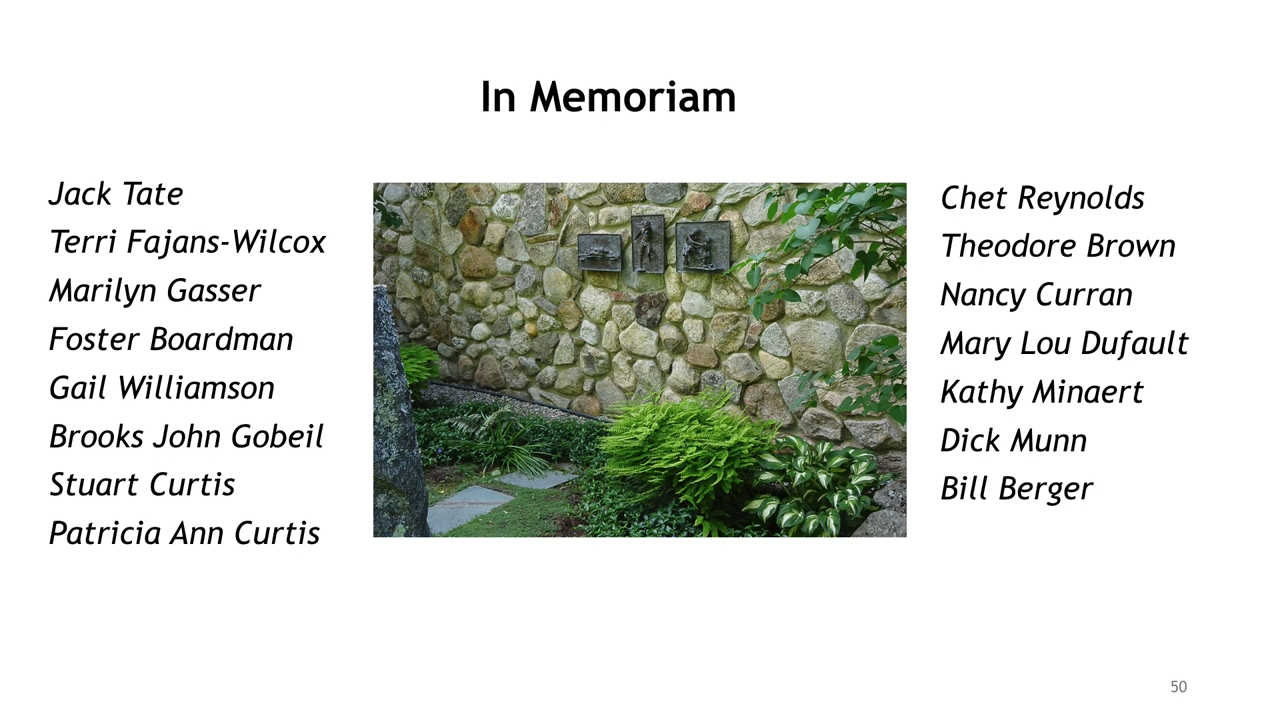 In Memoriam
Jack Tate
Terri Fajans-Wilcox
Marilyn Gasser
Foster Boardman
Gail Williamson
Brooks John Gobeil
Stuart Curtis
Patricia Ann Curtis
Chet Reynolds
Theodore Brown
Nancy Curran
Mary Lou Dufault
Kathy Minaert
Dick Munn
Bill Berger
50